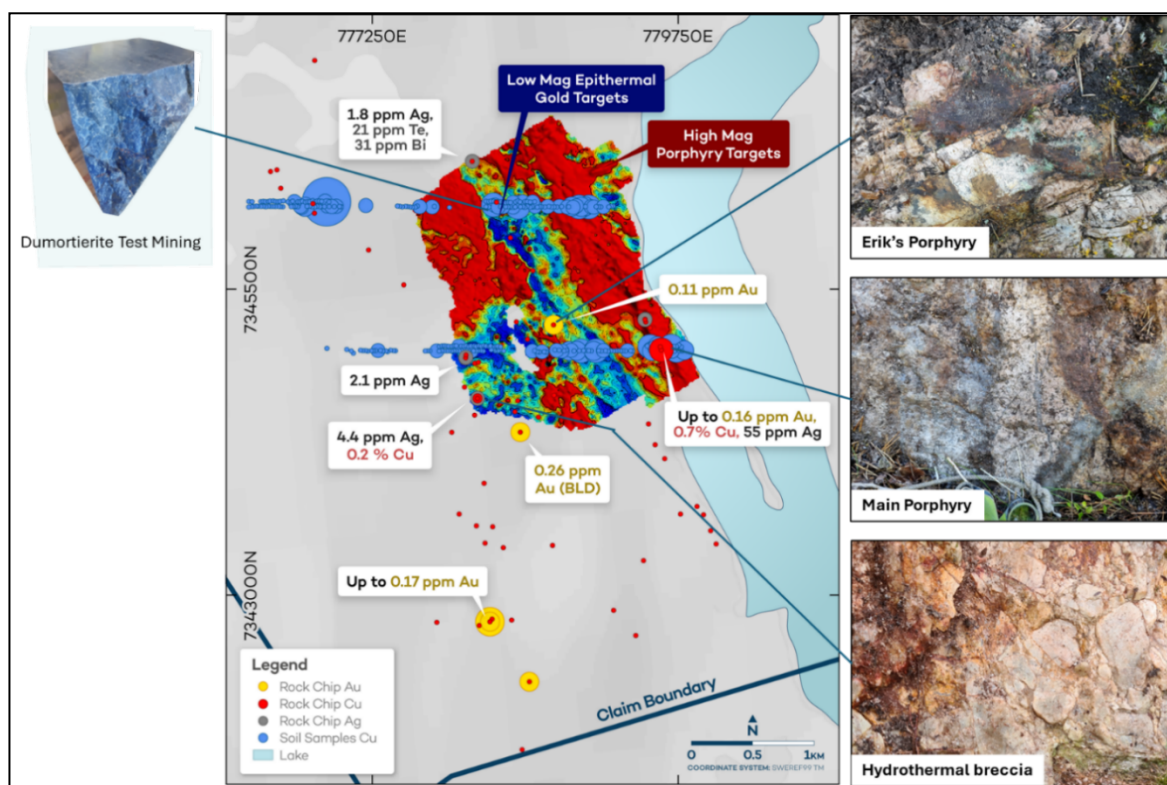 777250E
779750E
Low Mag Epithermal
Gold Targets
1.8 ppm Ag,
21 ppm Te,
31 ppm Bi
High Mag
Porphyry Targets
Dumortierite Test Mining
Erik's Porphyry
7345500N
0.11 ppm Au
2.1 ppm Ag
Up to 0.16 ppm Au,
0.7% Cu, 55 ppm Ag
4.4 ppm Ag,
0.2 % Cu
0.26 ppm
Au (BLD)
Main Porphyry
7343000N
Up to 0.17 ppm Au
Legend
Rock Chip Au
Rock Chip Cu
Rock Chip Ag
Soil Samples Cu
Lake
Claim Boundary
N
0
0.5
1KM
COORDINATE SYSTEM: SWEREF99 TM
Hydrothermal breccia